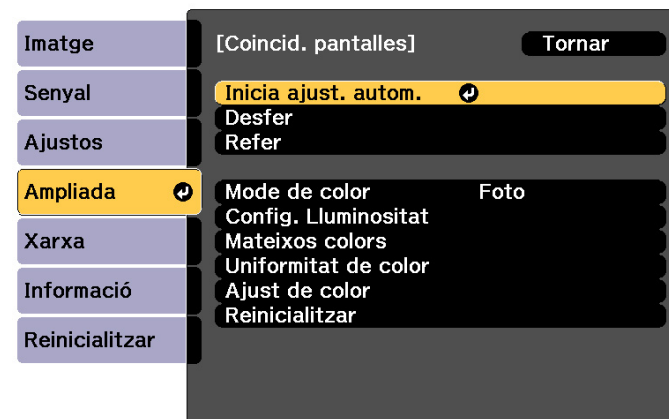 Imatge
Senyal
Ajustos
Ampliada
Xarxa
Informació
Reinicialitzar
[Coincid. pantalles] Tornar
Inicia ajust. autom.
Desfer
Refer
Mode de color Foto
Config. Lluminositat
Mateixos colors
Uniformitat de color
Ajust de color
Reinicialitzar